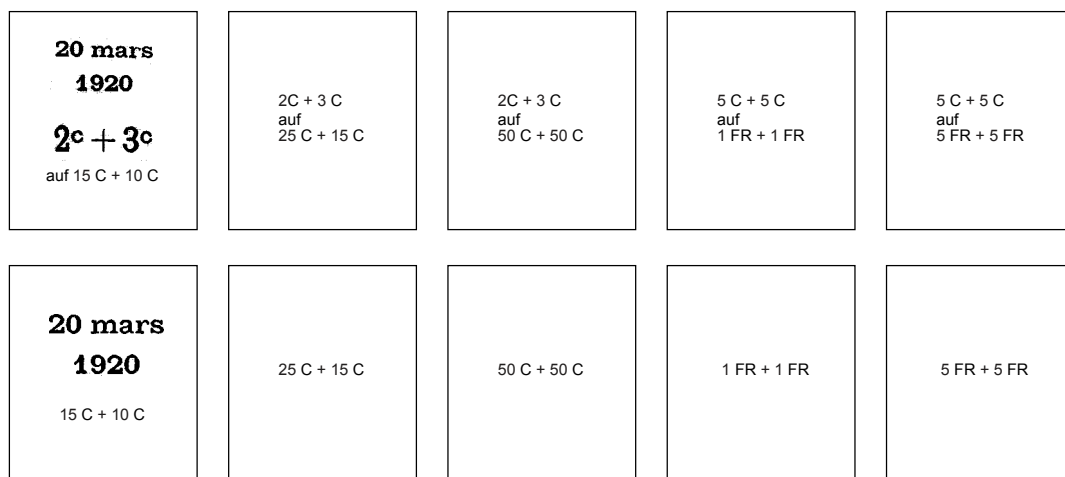 20 mars
1920
2c + 3c
auf 15 C + 10 C
2C + 3 C
auf
25 C + 15 C
2C + 3 C
auf
50 C + 50 C
5 C + 5 C
auf
1 FR + 1 FR
5 C + 5 C
auf
5 FR + 5 FR
20 mars
1920
15 C + 10 C
25 C + 15 C
50 C + 50 C
1 FR + 1 FR
5 FR + 5 FR